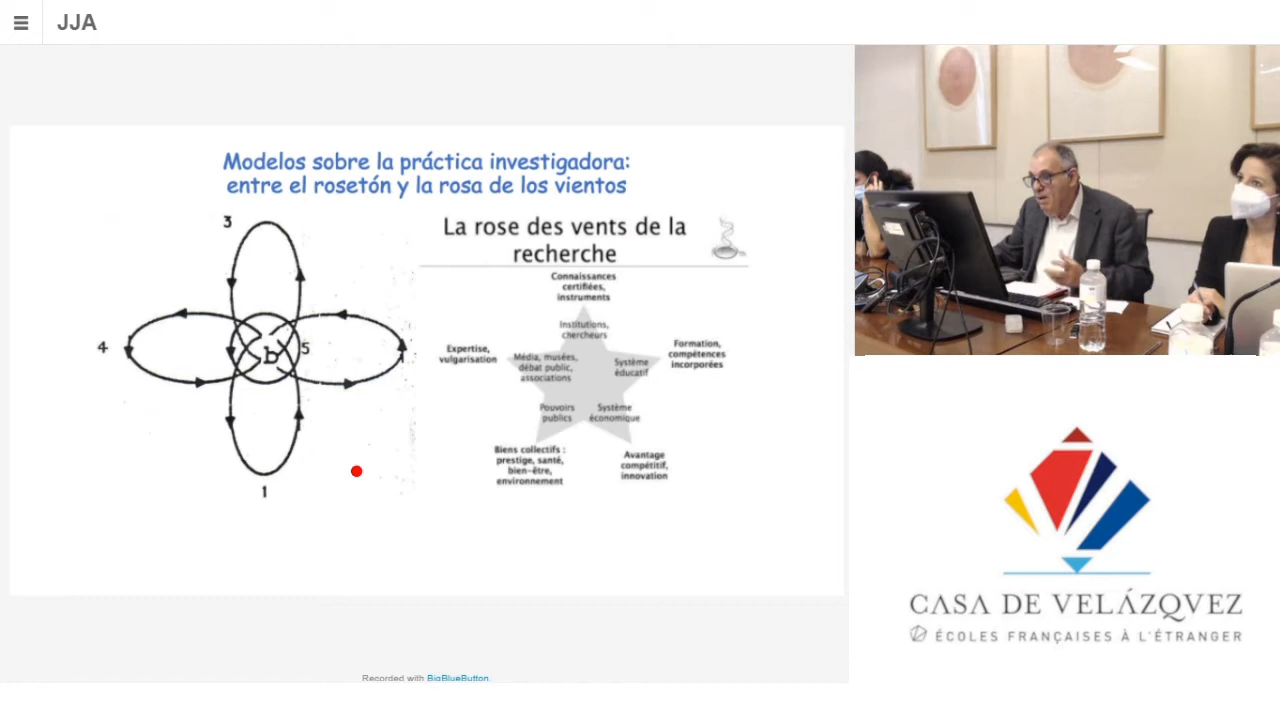 JJA
Modelos sobre la práctica investigadora:
entre el rosetón y la rosa de los vientos
3
4
b
5
1
La rose des vents de la
recherche
Connaissances
certifiées,
instruments
Institutions,
chercheurs
Expertise,
vulgarisation
Média, musées,
débat public,
associations
Système
éducatif
Formation,
compétences
incorporées
Pouvoirs
publics
Système
économique
Biens collectifs :
prestige, santé,
bien-être,
environnement
Avantage
compétitif,
innovation
CASA DE VELÁZQVEZ
ÉCOLES FRANÇAISES À L'ÉTRANGER
Recorded with BigBlueButton.